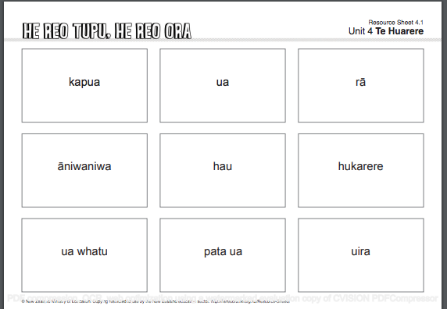 Resource Sheet 4.1
HE REO TUPU, HE REO ORA
Unit 4 Te Huarere
kapua
ua
rā
āniwaniwa
hau
hukarere
ua whatu
pata ua
uira
copy of CVISION PDFCompressor